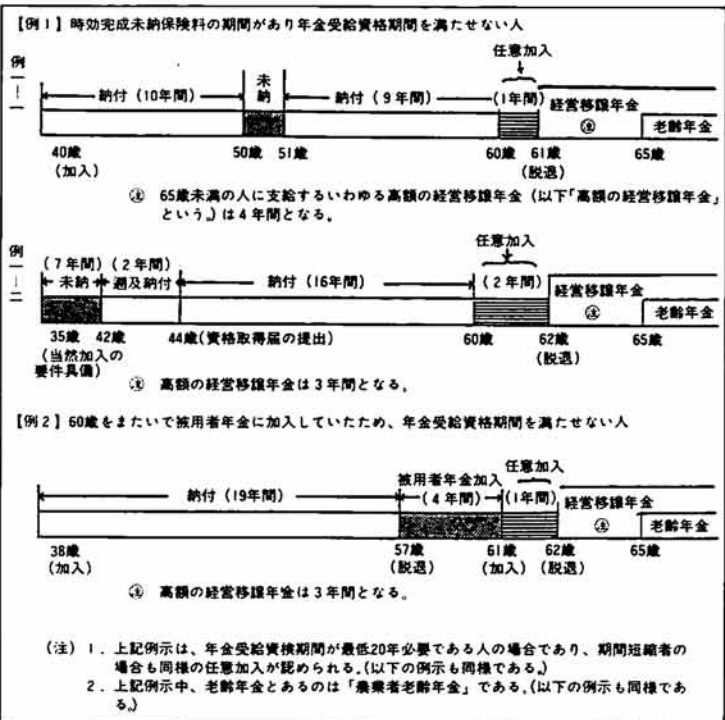 【例1】時効完成未納保険料の期間があり年金受給資格期間を満たせない人
例一一
任意加入
納付(10年間)
未納
納付(9年間)
(1年間)
経営移譲年金
㊟
老齢年金
40歳
(加入)
50歳
51歳
60歳
61歳
(脱退)
65歳
㊟ 65歳未満の人に支給するいわゆる高額の経営移譲年金(以下「高額の経営移譲年金」
という。)は4年間となる。
例一二
任意加入
(7年間)
未納
(2年間)
遡及納付
納付(16年間)
(2年間)
経営移譲年金
㊟
老齢年金
35歳
(当然加入の
要件具備)
42歳
44歳(資格取得届の提出)
60歳
62歳
(脱退)
65歳
㊟ 高額の経営移譲年金は3年間となる。
【例2】60歳をまたいで被用者年金に加入していたため、年金受給資格期間を満たせない人
納付(19年間)
被用者年金加入
(4年間)
任意加入
(1年間)
経営移譲年金
㊟
老齢年金
38歳
(加入)
57歳
(脱退)
61歳
(加入)
62歳
(脱退)
65歳
㊟ 高額の経営移譲年金は3年間となる。
(注) 1.上記例示は、年金受給資格期間が最低20年必要である人の場合であり、期間短縮者の
場合も同様の任意加入が認められる。(以下の例示も同様である。)
2.上記例示中、老齢年金とあるのは「農業者老齢年金」である。(以下の例示も同様であ
る。)